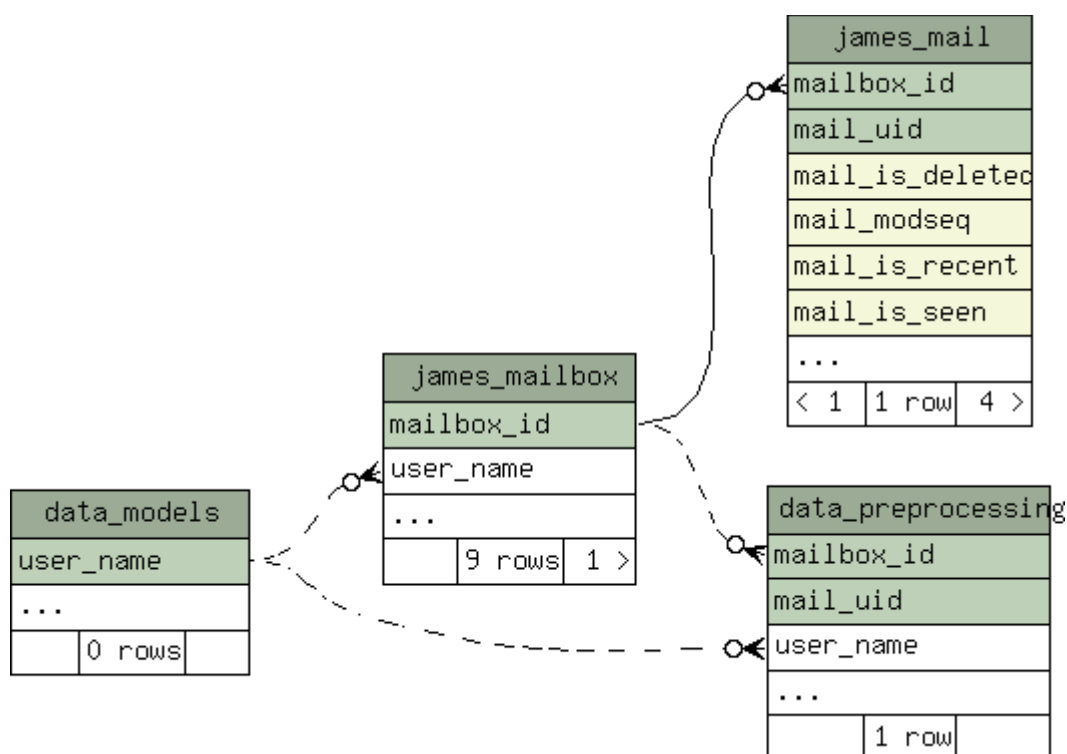 james_mail
mailbox_id
mail_uid
mail_is_deleted
mail_modseq
mail_is_recent
mail_is_seen
...
< 1 1 row 4 >
james_mailbox
mailbox_id
user_name
...
9 rows 1 >
data_models
user_name
...
0 rows
data_preprocessing
mailbox_id
mail_uid
user_name
...
1 row